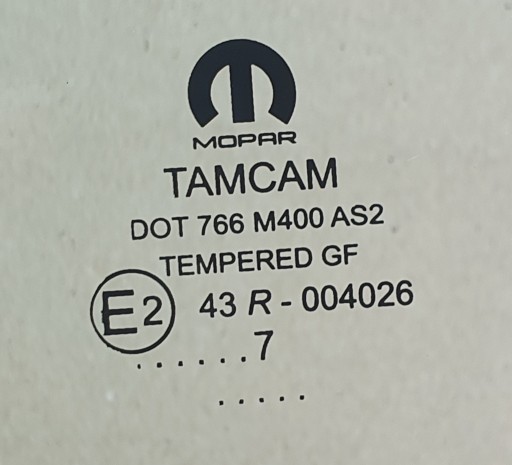 MOPAR
TAMCAM
DOT 766 M400 AS2
TEMPERED GF
E2 43 R - 004026
......7
.....